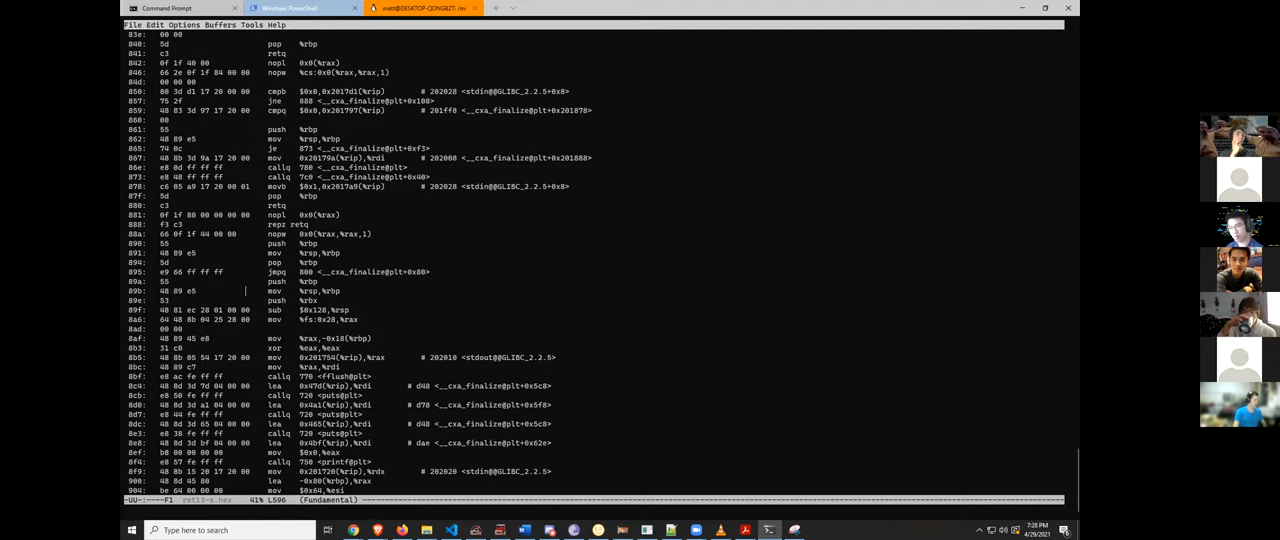 Command Prompt
Windows PowerShell
matt@DESKTOP-QDNGB2T: /m
File Edit Options Buffers Tools Help
83e: 00 00
840: 5d pop %rbp
841: c3 retq
842: 0f 1f 40 00 nopl 0x0(%rax)
846: 66 2e 0f 1f 84 00 00 nopw %cs:0x0(%rax,%rax,1)
84d: 00 00 00
850: 80 3d d1 17 20 00 00 cmpb $0x0,0x2017d1(%rip) # 202028 <stdin@@GLIBC_2.2.5+0x8>
857: 75 2f jne 888 <__cxa_finalize@plt+0x108>
859: 48 83 3d 97 17 20 00 cmpq $0x0,0x201797(%rip) # 201ff8 <__cxa_finalize@plt+0x201878>
860: 00
861: 55 push %rbp
862: 48 89 e5 mov %rsp,%rbp
865: 74 0c je 873 <__cxa_finalize@plt+0xf3>
867: 48 8b 3d 9a 17 20 00 mov 0x20179a(%rip),%rdi # 202008 <__cxa_finalize@plt+0x201888>
86e: e8 0d ff ff ff callq 780 <__cxa_finalize@plt>
873: e8 48 ff ff ff callq 7c0 <__cxa_finalize@plt+0x40>
878: c6 05 a9 17 20 00 01 movb $0x1,0x2017a9(%rip) # 202028 <stdin@@GLIBC_2.2.5+0x8>
87f: 5d pop %rbp
880: c3 retq
881: 0f 1f 80 00 00 00 00 nopl 0x0(%rax)
888: f3 c3 repz retq
88a: 66 0f 1f 44 00 00 nopw 0x0(%rax,%rax,1)
890: 55 push %rbp
891: 48 89 e5 mov %rsp,%rbp
894: 5d pop %rbp
895: e9 66 ff ff ff jmpq 800 <__cxa_finalize@plt+0x80>
89a: 55 push %rbp
89b: 48 89 e5 mov %rsp,%rbp
89e: 53 push %rbx
89f: 48 81 ec 28 01 00 00 sub $0x128,%rsp
8a6: 64 48 8b 04 25 28 00 mov %fs:0x28,%rax
8ad: 00 00
8af: 48 89 45 e8 mov %rax,-0x18(%rbp)
8b3: 31 c0 xor %eax,%eax
8b5: 48 8b 05 54 17 20 00 mov 0x201754(%rip),%rax # 202010 <stdout@@GLIBC_2.2.5>
8bc: 48 89 c7 mov %rax,%rdi
8bf: e8 ac fe ff ff callq 770 <fflush@plt>
8c4: 48 8d 3d 7d 04 00 00 lea 0x47d(%rip),%rdi # d48 <__cxa_finalize@plt+0x5c8>
8cb: e8 50 fe ff ff callq 720 <puts@plt>
8d0: 48 8d 3d a1 04 00 00 lea 0x4a1(%rip),%rdi # d78 <__cxa_finalize@plt+0x5f8>
8d7: e8 44 fe ff ff callq 720 <puts@plt>
8dc: 48 8d 3d 65 04 00 00 lea 0x465(%rip),%rdi # d48 <__cxa_finalize@plt+0x5c8>
8e3: e8 38 fe ff ff callq 720 <puts@plt>
8e8: 48 8d 3d bf 04 00 00 lea 0x4bf(%rip),%rdi # dae <__cxa_finalize@plt+0x62e>
8ef: b8 00 00 00 00 mov $0x0,%eax
8f4: e8 57 fe ff ff callq 750 <printf@plt>
8f9: 48 8b 15 20 17 20 00 mov 0x201720(%rip),%rdx # 202020 <stdin@@GLIBC_2.2.5>
900: 48 8d 45 80 lea -0x80(%rbp),%rax
904: be 64 00 00 00 mov $0x64,%esi
-UU-:----F1 rot13-s.hex 41% L596 (Fundamental)
Type here to search
7:28 PM
4/29/2021